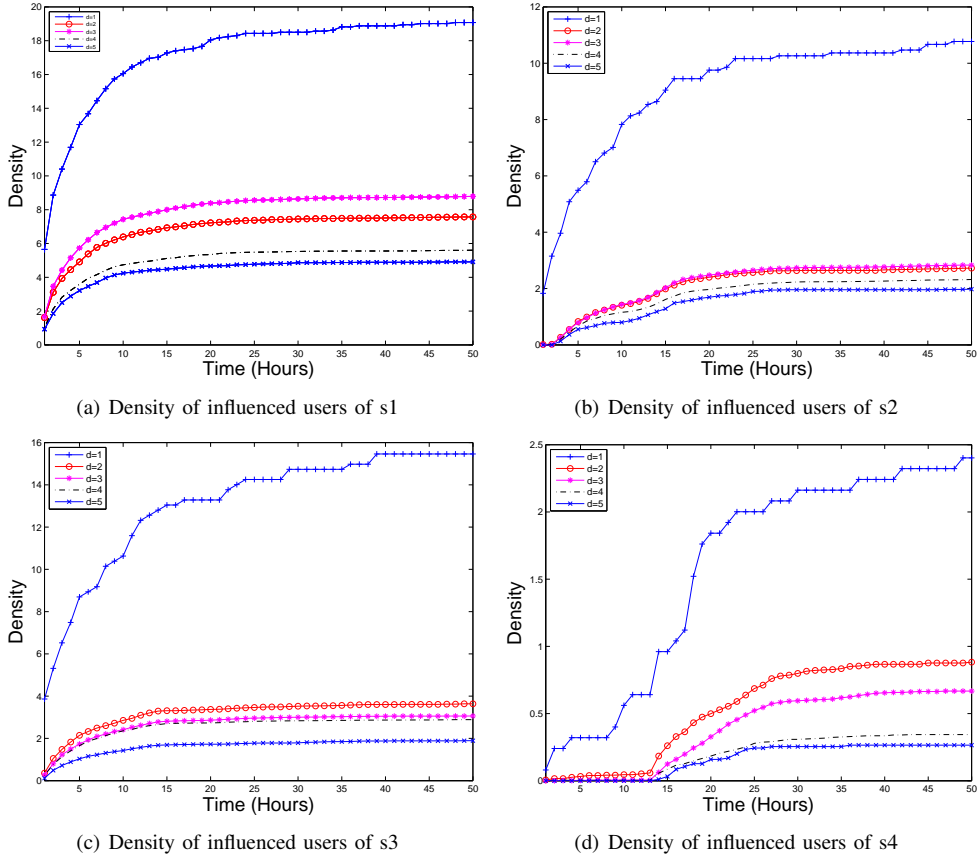 20
18
16
14
12
10
8
6
4
2
0
5 10 15 20 25 30 35 40 45 50
Density
Time (Hours)
d=1
d=2
d=3
d=4
d=5
(a) Density of influenced users of s1
12
10
8
6
4
2
0
5 10 15 20 25 30 35 40 45 50
Density
Time (Hours)
d=1
d=2
d=3
d=4
d=5
(b) Density of influenced users of s2
16
14
12
10
8
6
4
2
0
5 10 15 20 25 30 35 40 45 50
Density
Time (Hours)
d=1
d=2
d=3
d=4
d=5
(c) Density of influenced users of s3
2.5
2
1.5
1
0.5
0
5 10 15 20 25 30 35 40 45 50
Density
Time (Hours)
d=1
d=2
d=3
d=4
d=5
(d) Density of influenced users of s4